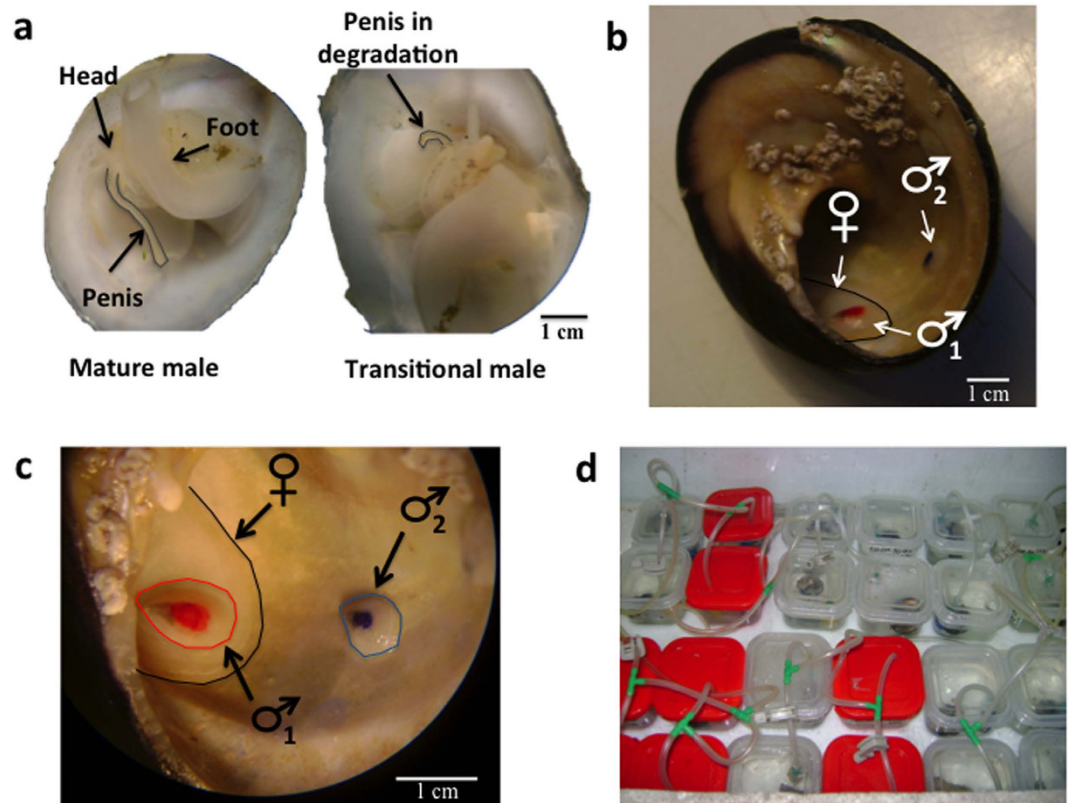 a
Head
Foot
Penis
Penis in
degradation
1 cm
Mature male
Transitional male
b
♀
♂2
♂1
1 cm
c
♀
♂2
♂1
1 cm
d